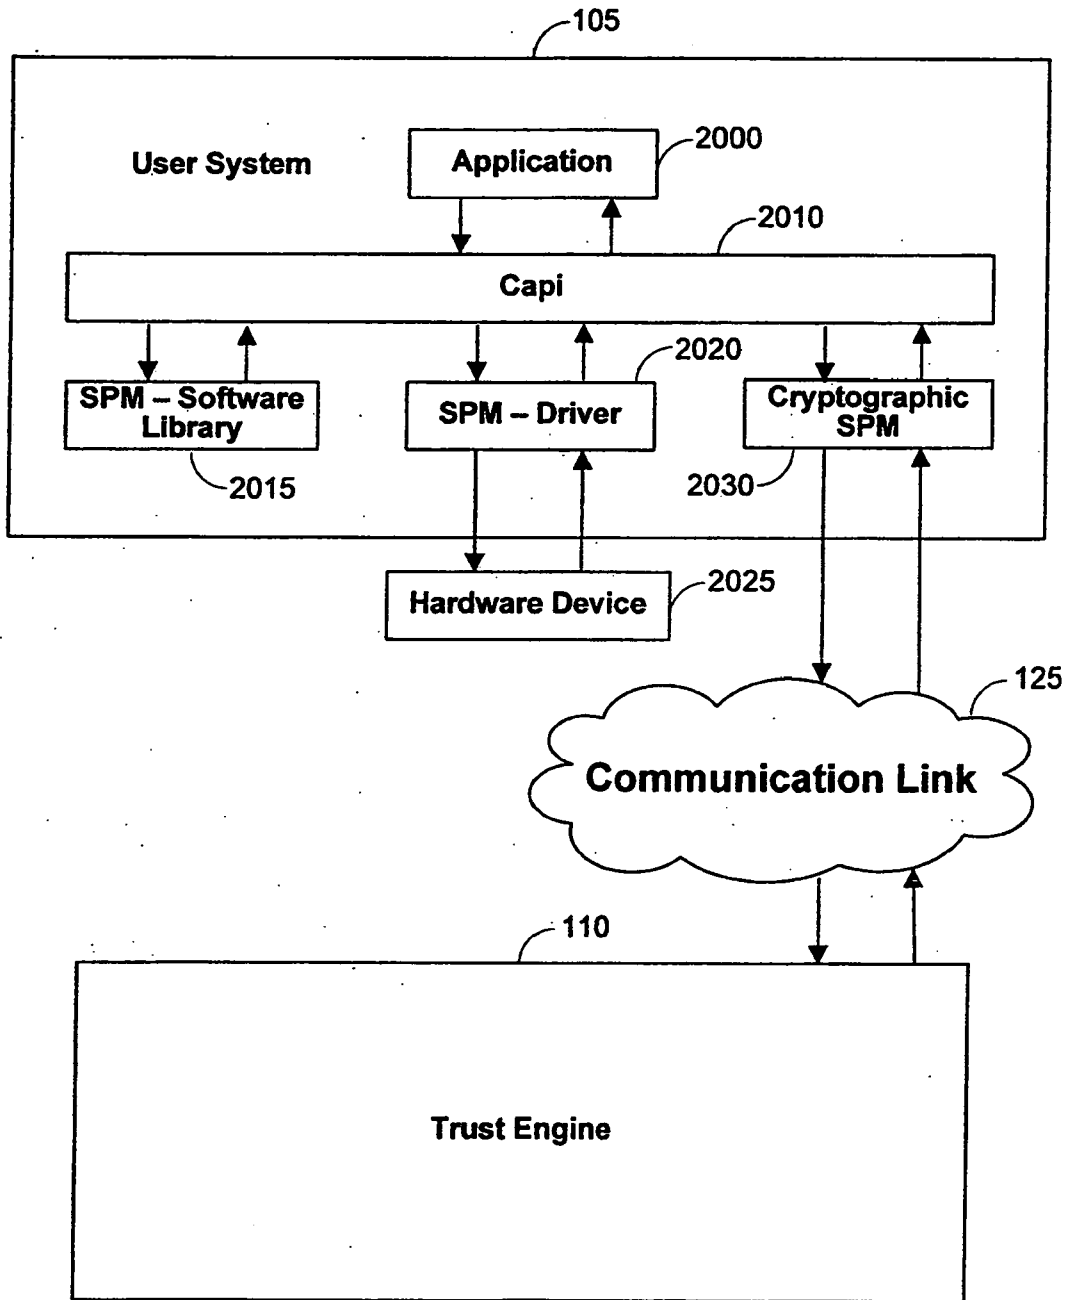 105
User System
Application
2000
2010
Capi
2020
SPM – Software
Library
SPM – Driver
Cryptographic
SPM
2015
2030
Hardware Device
2025
125
Communication Link
110
Trust Engine